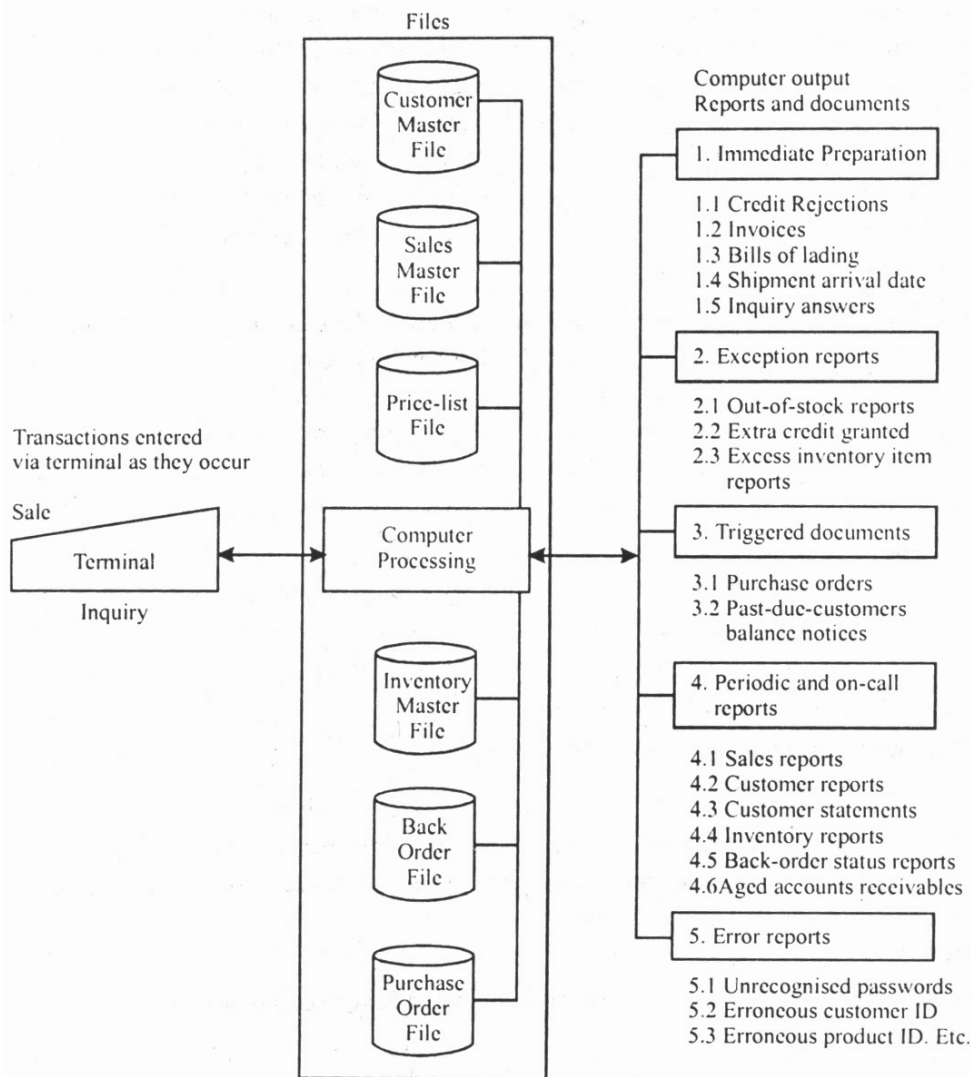 Files
Customer
Master
File
Sales
Master
File
Price-list
File
Transactions entered
via terminal as they occur
Sale
Terminal
Inquiry
Computer
Processing
Inventory
Master
File
Back
Order
File
Purchase
Order
File
Computer output
Reports and documents
1. Immediate Preparation
1.1 Credit Rejections
1.2 Invoices
1.3 Bills of lading
1.4 Shipment arrival date
1.5 Inquiry answers
2. Exception reports
2.1 Out-of-stock reports
2.2 Extra credit granted
2.3 Excess inventory item
reports
3. Triggered documents
3.1 Purchase orders
3.2 Past-due-customers
balance notices
4. Periodic and on-call
reports
4.1 Sales reports
4.2 Customer reports
4.3 Customer statements
4.4 Inventory reports
4.5 Back-order status reports
4.6Aged accounts receivables
5. Error reports
5.1 Unrecognised passwords
5.2 Erroneous customer ID
5.3 Erroneous product ID. Etc.